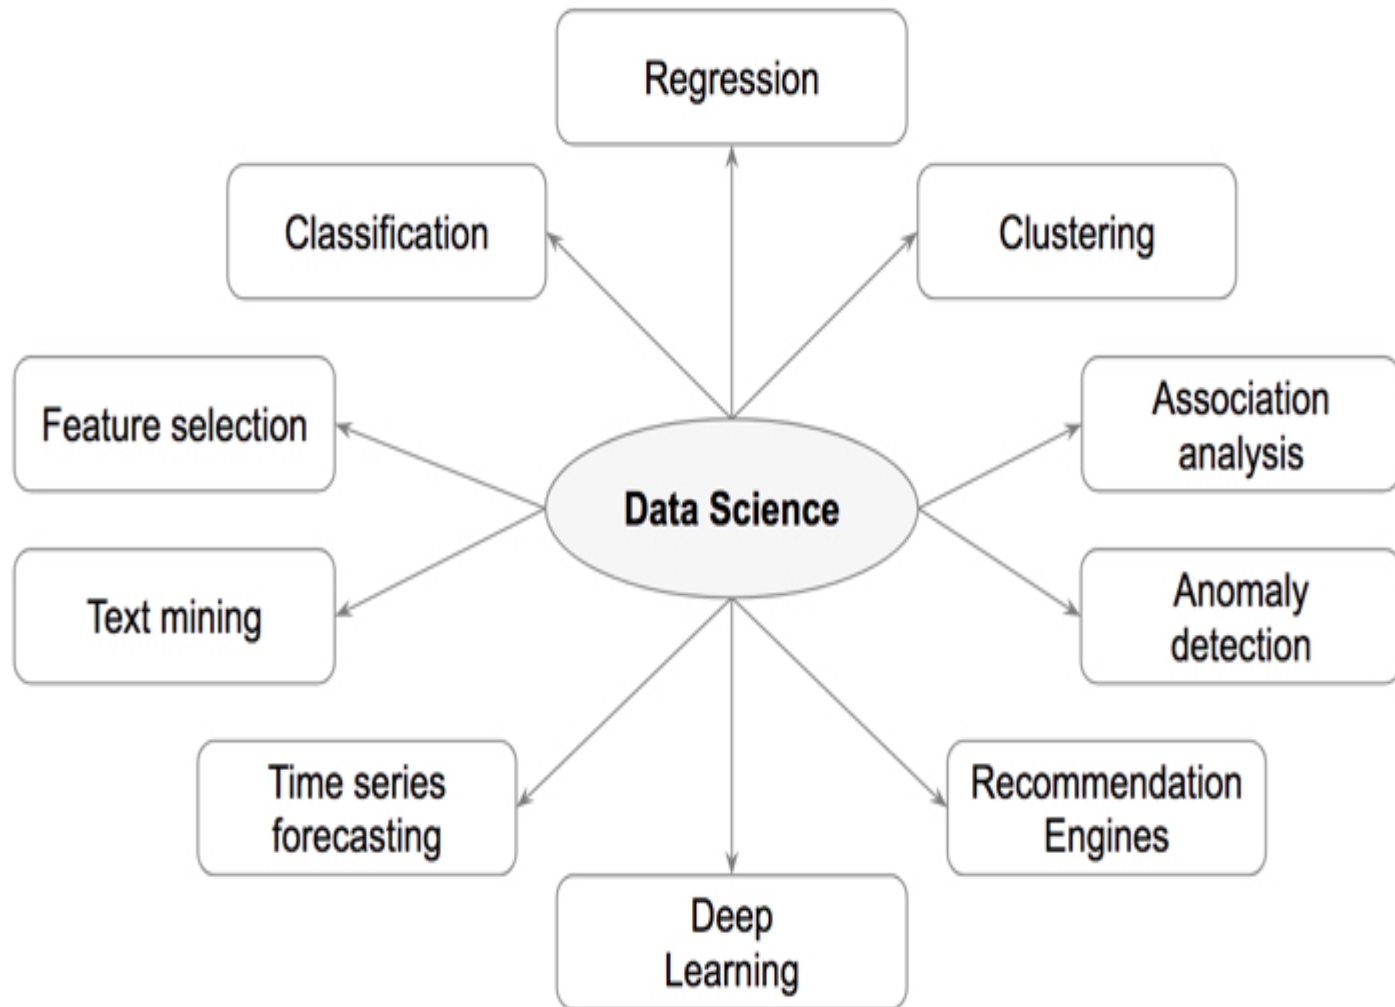 Regression
Classification
Clustering
Feature selection
Association
analysis
Data Science
Text mining
Anomaly
detection
Time series
forecasting
Recommendation
Engines
Deep
Learning